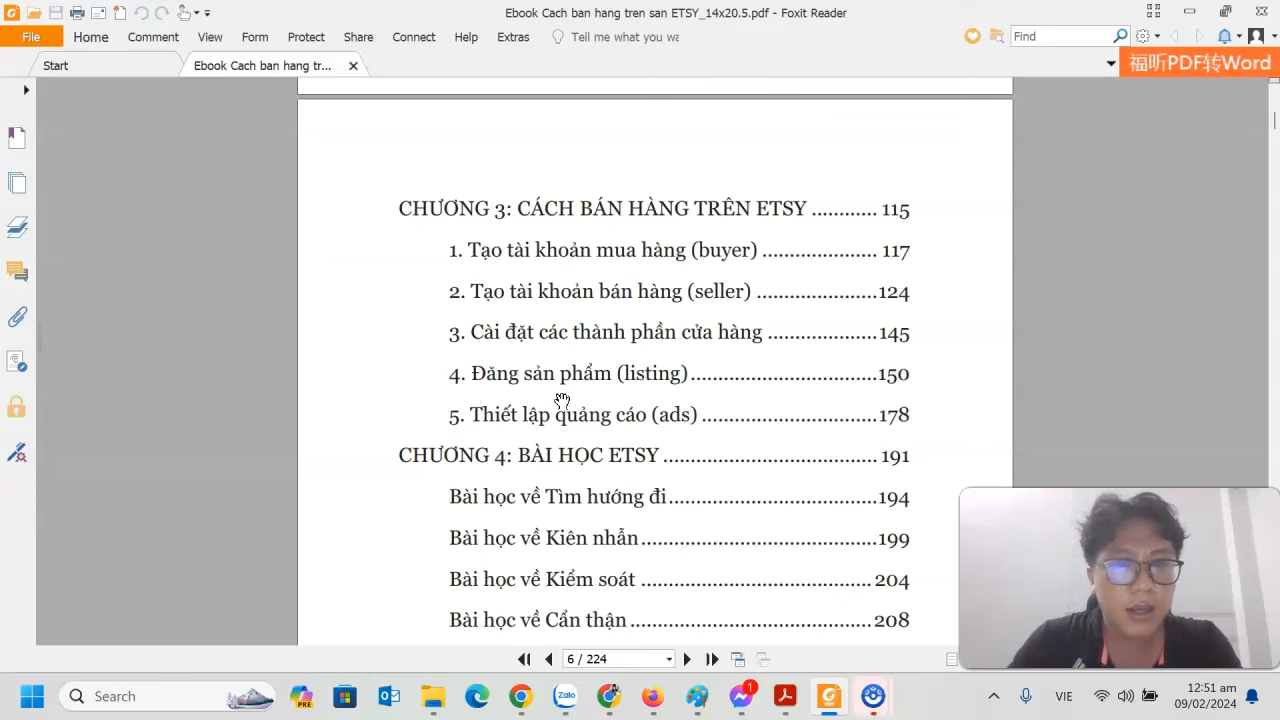 Ebook Cach ban hang tren san ETSY_14x20.5.pdf - Foxit Reader
File Home Comment View Form Protect Share Connect Help Extras Tell me what you wa Find
Start Ebook Cach ban hang tr... 福昕PDF转Word
CHƯƠNG 3: CÁCH BÁN HÀNG TRÊN ETSY ............ 115
1. Tạo tài khoản mua hàng (buyer) ..................... 117
2. Tạo tài khoản bán hàng (seller) ......................124
3. Cài đặt các thành phần cửa hàng ....................145
4. Đăng sản phẩm (listing)...................................150
5. Thiết lập quảng cáo (ads) .................................178
CHƯƠNG 4: BÀI HỌC ETSY ........................................ 191
Bài học về Tìm hướng đi.......................................194
Bài học về Kiên nhẫn............................................199
Bài học về Kiểm soát ............................................ 204
Bài học về Cẩn thận .............................................. 208
6 / 224
Search PRE Zalo 1 PDF VIE 12:51 am
09/02/2024